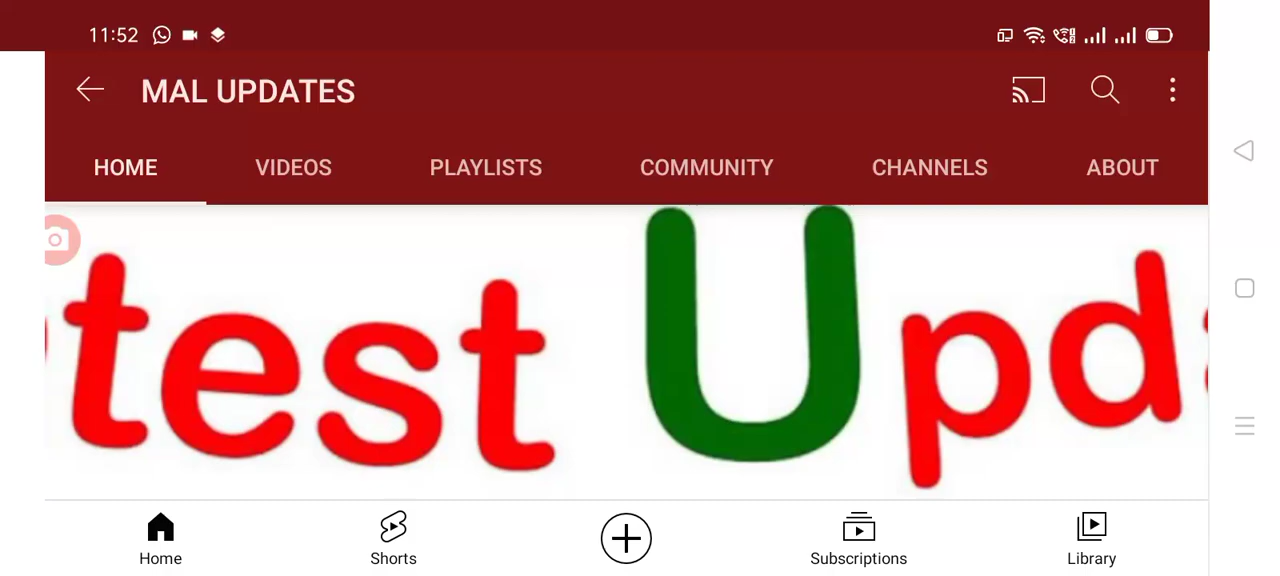 11:52
MAL UPDATES
HOME VIDEOS PLAYLISTS COMMUNITY CHANNELS ABOUT
test Upd
Home Shorts Subscriptions Library